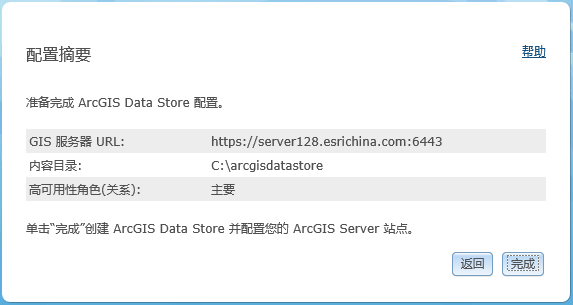 配置摘要 帮助
准备完成 ArcGIS Data Store 配置。
GIS 服务器 URL: https://server128.esrichina.com:6443
内容目录: C:\arcgisdatastore
高可用性角色(关系): 主要
单击“完成”创建 ArcGIS Data Store 并配置您的 ArcGIS Server 站点。
返回 完成